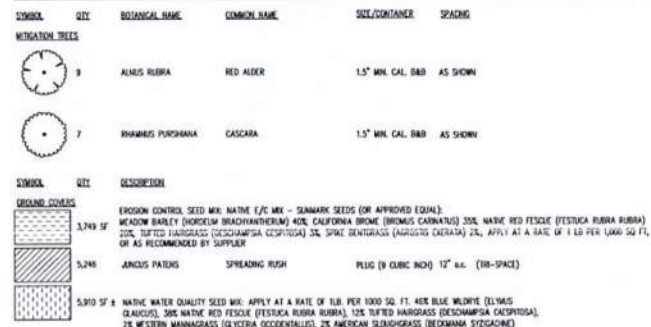 SYMBOL QTY BOTANICAL NAME COMMON NAME SIZE/CONTAINER SPACING
MITIGATION TREES
9 ALNUS RUBRA RED ALDER 1.5" MIN. CAL. B&B AS SHOWN
7 RHAMNUS PURSHIANA CASCARA 1.5" MIN. CAL. B&B AS SHOWN
SYMBOL QTY DESCRIPTION
GROUND COVERS
EROSION CONTROL SEED MIX: NATIVE E/C MIX - SUNMARK SEEDS (OR APPROVED EQUAL):
3,749 SF MEADOW BARLEY (HORDEUM BRACHYANTHERUM) 40%, CALIFORNIA BROME (BROMUS CARINATUS) 35%, NATIVE RED FESCUE (FESTUCA RUBRA RUBRA)
20%, TUFTED HAIRGRASS (DESCHAMPSIA CESPITOSA) 3%, SPIKE BENTGRASS (AGROSTIS EXERATA) 2%, APPLY AT A RATE OF 1 LB PER 1,000 SQ FT,
OR AS RECOMMENDED BY SUPPLIER
5,246 JUNCUS PATENS SPREADING RUSH PLUG (9 CUBIC INCH) 12" o.c. (TRI-SPACE)
5,910 SF ± NATIVE WATER QUALITY SEED MIX: APPLY AT A RATE OF 1LB. PER 1000 SQ. FT. 46% BLUE WILDRYE (ELYMUS
GLAUCUS), 38% NATIVE RED FESCUE (FESTUCA RUBRA RUBRA), 12% TUFTED HAIRGRASS (DESCHAMPSIA CAESPITOSA),
2% WESTERN MANNAGRASS (GLYCERIA OCCIDENTALLIS), 2% AMERICAN SLOUGHGRASS (BECKMANIA SYZIGACHNE)